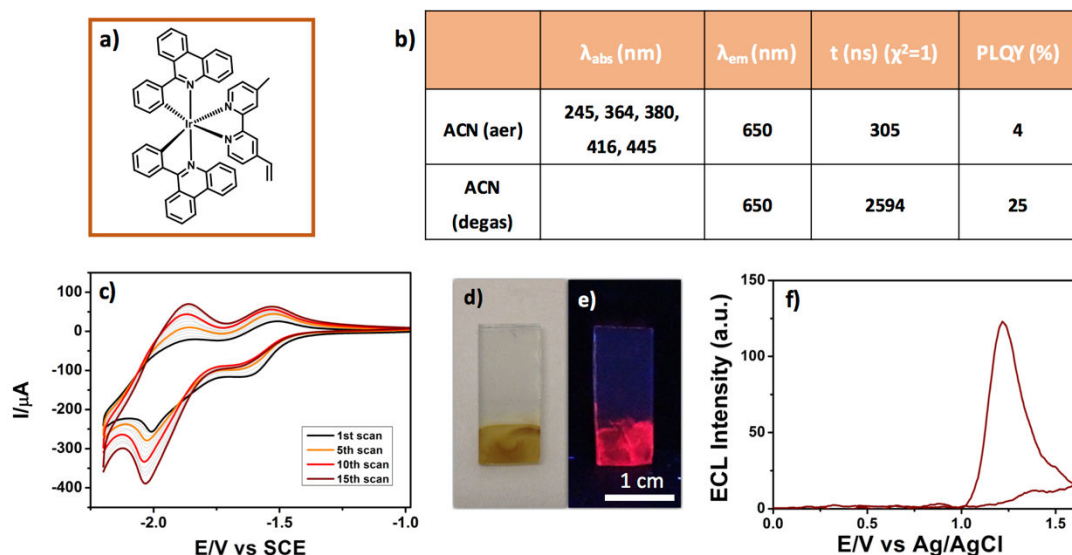 a)
N
Ir
N
N
N
b)
λabs (nm) λem (nm) t (ns) (χ²=1) PLQY (%)
ACN (aer) 245, 364, 380, 416, 445 650 305 4
ACN (degas) 650 2594 25
c)
I/µA
100
0
-100
-200
-300
-400
1st scan
5th scan
10th scan
15th scan
-2.0 -1.5 -1.0
E/V vs SCE
d)
e)
1 cm
f)
ECL Intensity (a.u.)
150
100
50
0
0.0 0.5 1.0 1.5
E/V vs Ag/AgCl